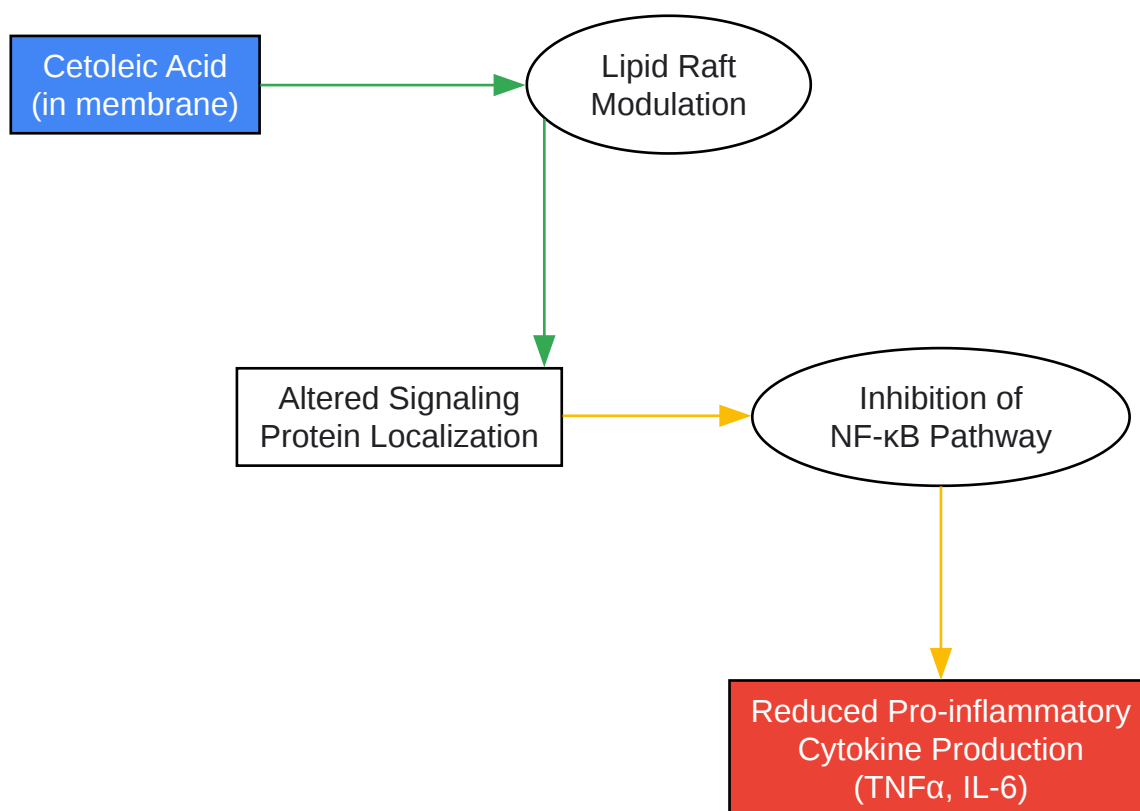 Cetoleic Acid
(in membrane)
Lipid Raft
Modulation
Altered Signaling
Protein Localization
Inhibition of
NF-κB Pathway
Reduced Pro-inflammatory
Cytokine Production
(TNFα, IL-6)